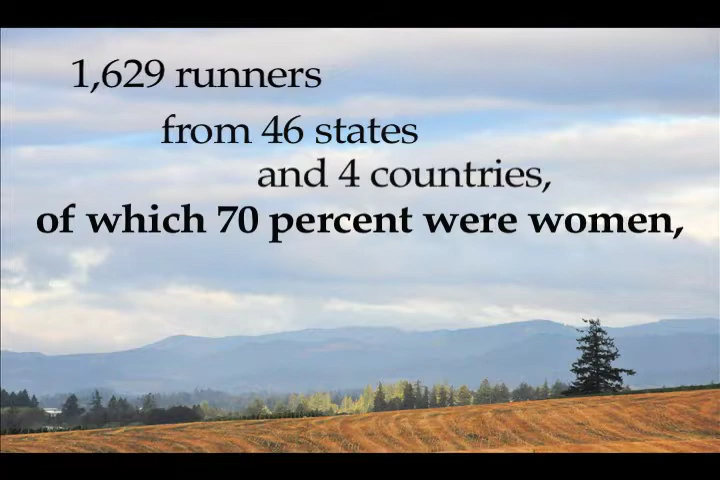 1,629 runners
from 46 states
and 4 countries,
of which 70 percent were women,